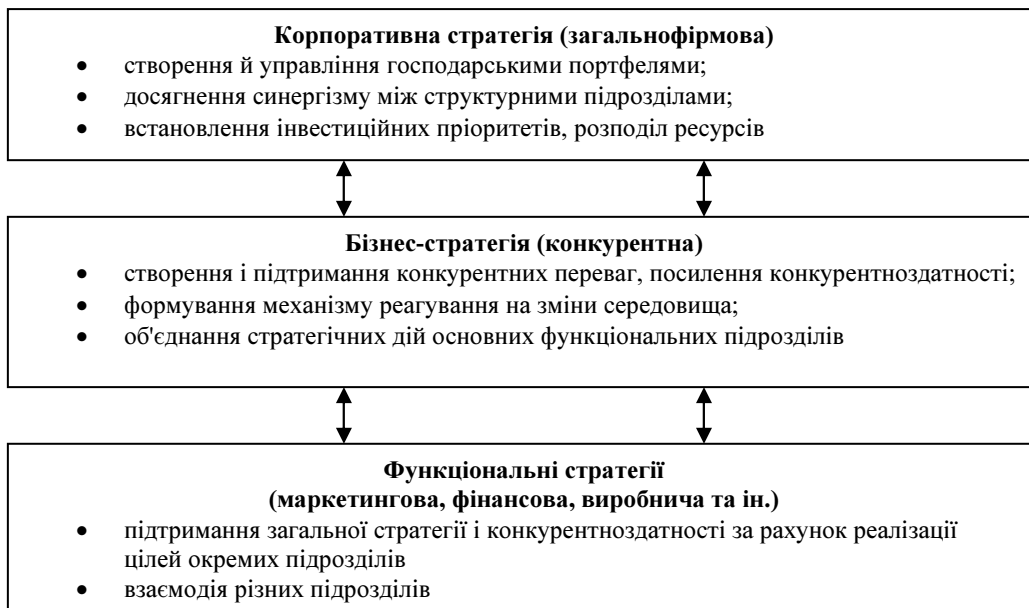 Корпоративна стратегія (загальнофірмова)
• створення й управління господарськими портфелями;
• досягнення синергізму між структурними підрозділами;
• встановлення інвестиційних пріоритетів, розподіл ресурсів
Бізнес-стратегія (конкурентна)
• створення і підтримання конкурентних переваг, посилення конкурентноздатності;
• формування механізму реагування на зміни середовища;
• об'єднання стратегічних дій основних функціональних підрозділів
Функціональні стратегії
(маркетингова, фінансова, виробнича та ін.)
• підтримання загальної стратегії і конкурентноздатності за рахунок реалізації
цілей окремих підрозділів
• взаємодія різних підрозділів